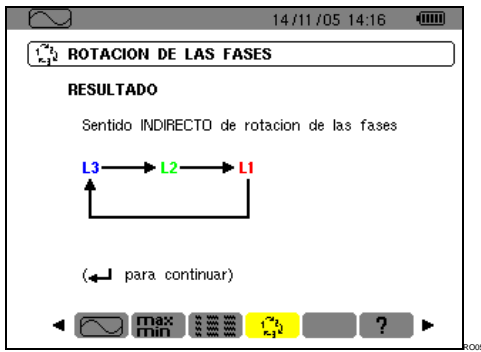 14/11/05 14:16
ROTACION DE LAS FASES
RESULTADO
Sentido INDIRECTO de rotacion de las fases
L3 L2 L1
(↵ para continuar)
max
min
?